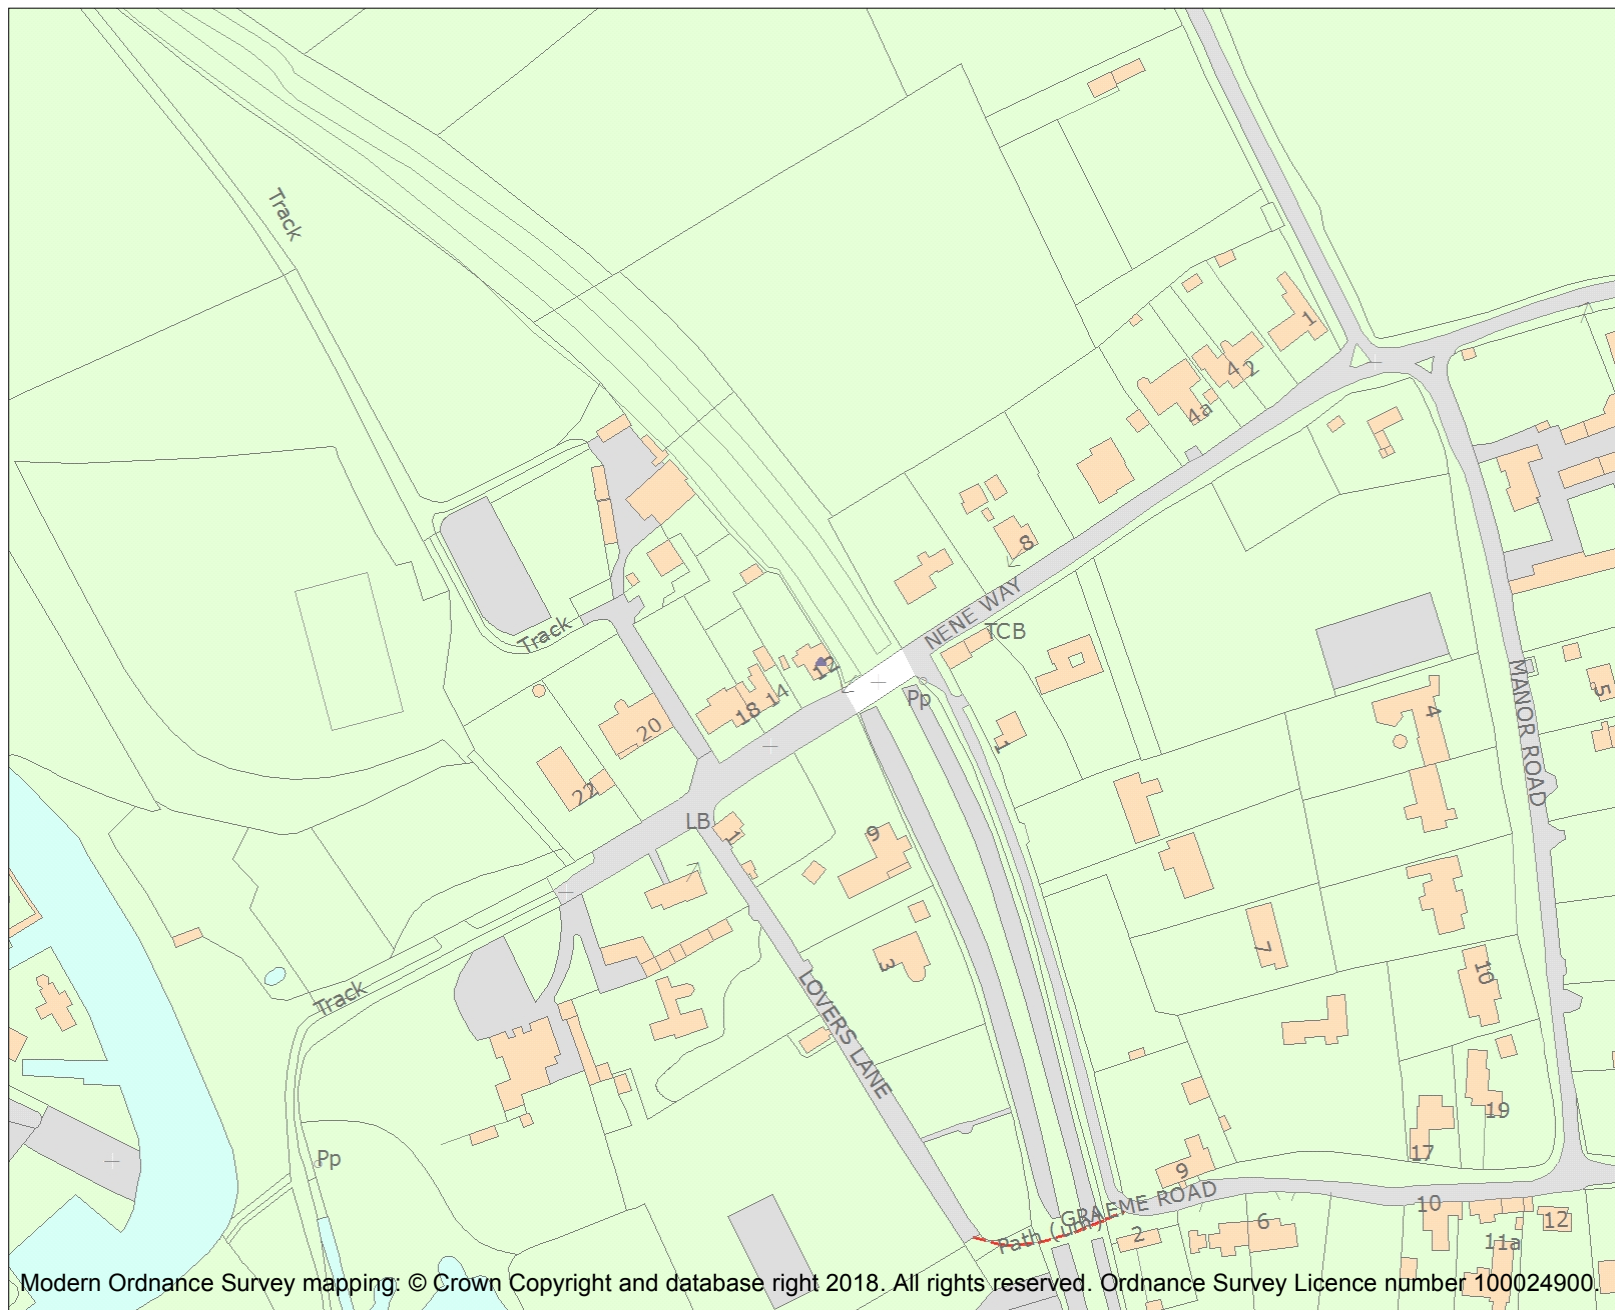 Track
1
2
4
4a
8
NENE WAY
TCB
Track
12
14
18
20
22
Pp
1
4
5
MANOR ROAD
LB
1
9
7
3
10
Track
LOVERS LANE
19
17
Pp
9
GRAEME ROAD
Path (um)
2
6
10
12
11a
Modern Ordnance Survey mapping: © Crown Copyright and database right 2018. All rights reserved. Ordnance Survey Licence number 100024900.